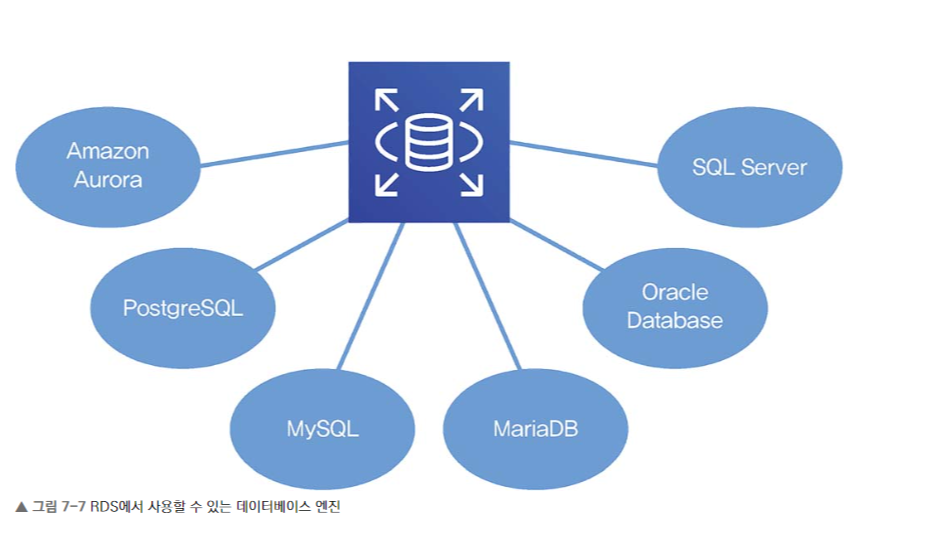 Amazon
Aurora
SQL Server
PostgreSQL
Oracle
Database
MySQL
MariaDB
▲ 그림 7-7 RDS에서 사용할 수 있는 데이터베이스 엔진